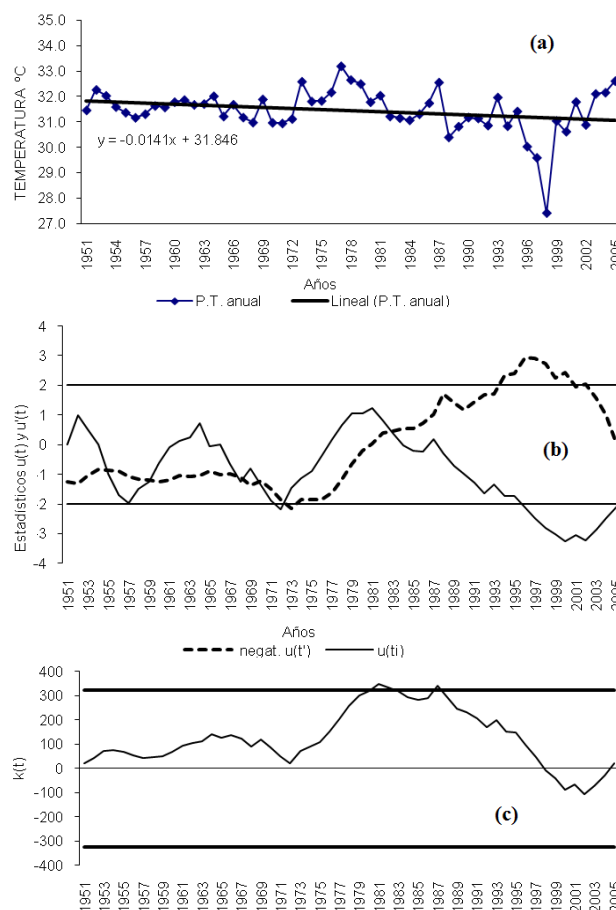 (a)
TEMPERATURA ºC
35.0
34.0
33.0
32.0
31.0
30.0
29.0
28.0
27.0
y = -0.0141x + 31.846
1951 1954 1957 1960 1963 1966 1969 1972 1975 1978 1981 1984 1987 1990 1993 1996 1999 2002 2005
Años
P.T. anual Lineal (P.T. anual)
(b)
Estadísticos u(t) y u'(t)
4
3
2
1
0
-1
-2
-3
-4
1951 1953 1955 1957 1959 1961 1963 1965 1967 1969 1971 1973 1975 1977 1979 1981 1983 1985 1987 1989 1991 1993 1995 1997 1999 2001 2003 2005
Años
negat. u(t') u(ti)
(c)
k(t)
400
300
200
100
0
-100
-200
-300
-400
1951 1953 1955 1957 1959 1961 1963 1965 1967 1969 1971 1973 1975 1977 1979 1981 1983 1985 1987 1989 1991 1993 1995 1997 1999 2001 2003 2005